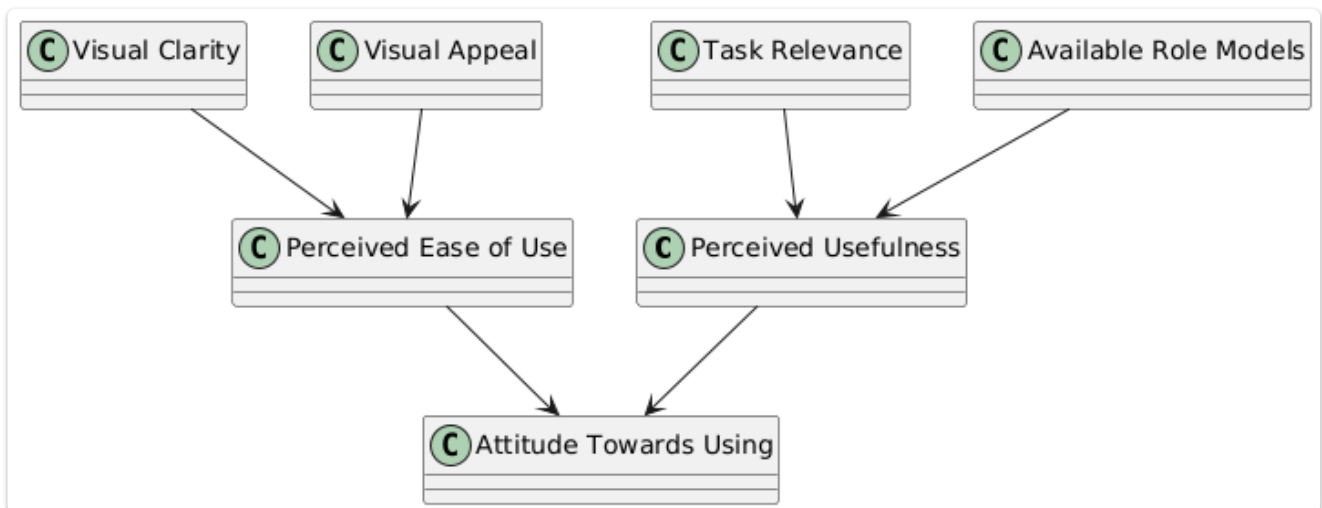 C Visual Clarity
C Visual Appeal
C Task Relevance
C Available Role Models
C Perceived Ease of Use
C Perceived Usefulness
C Attitude Towards Using